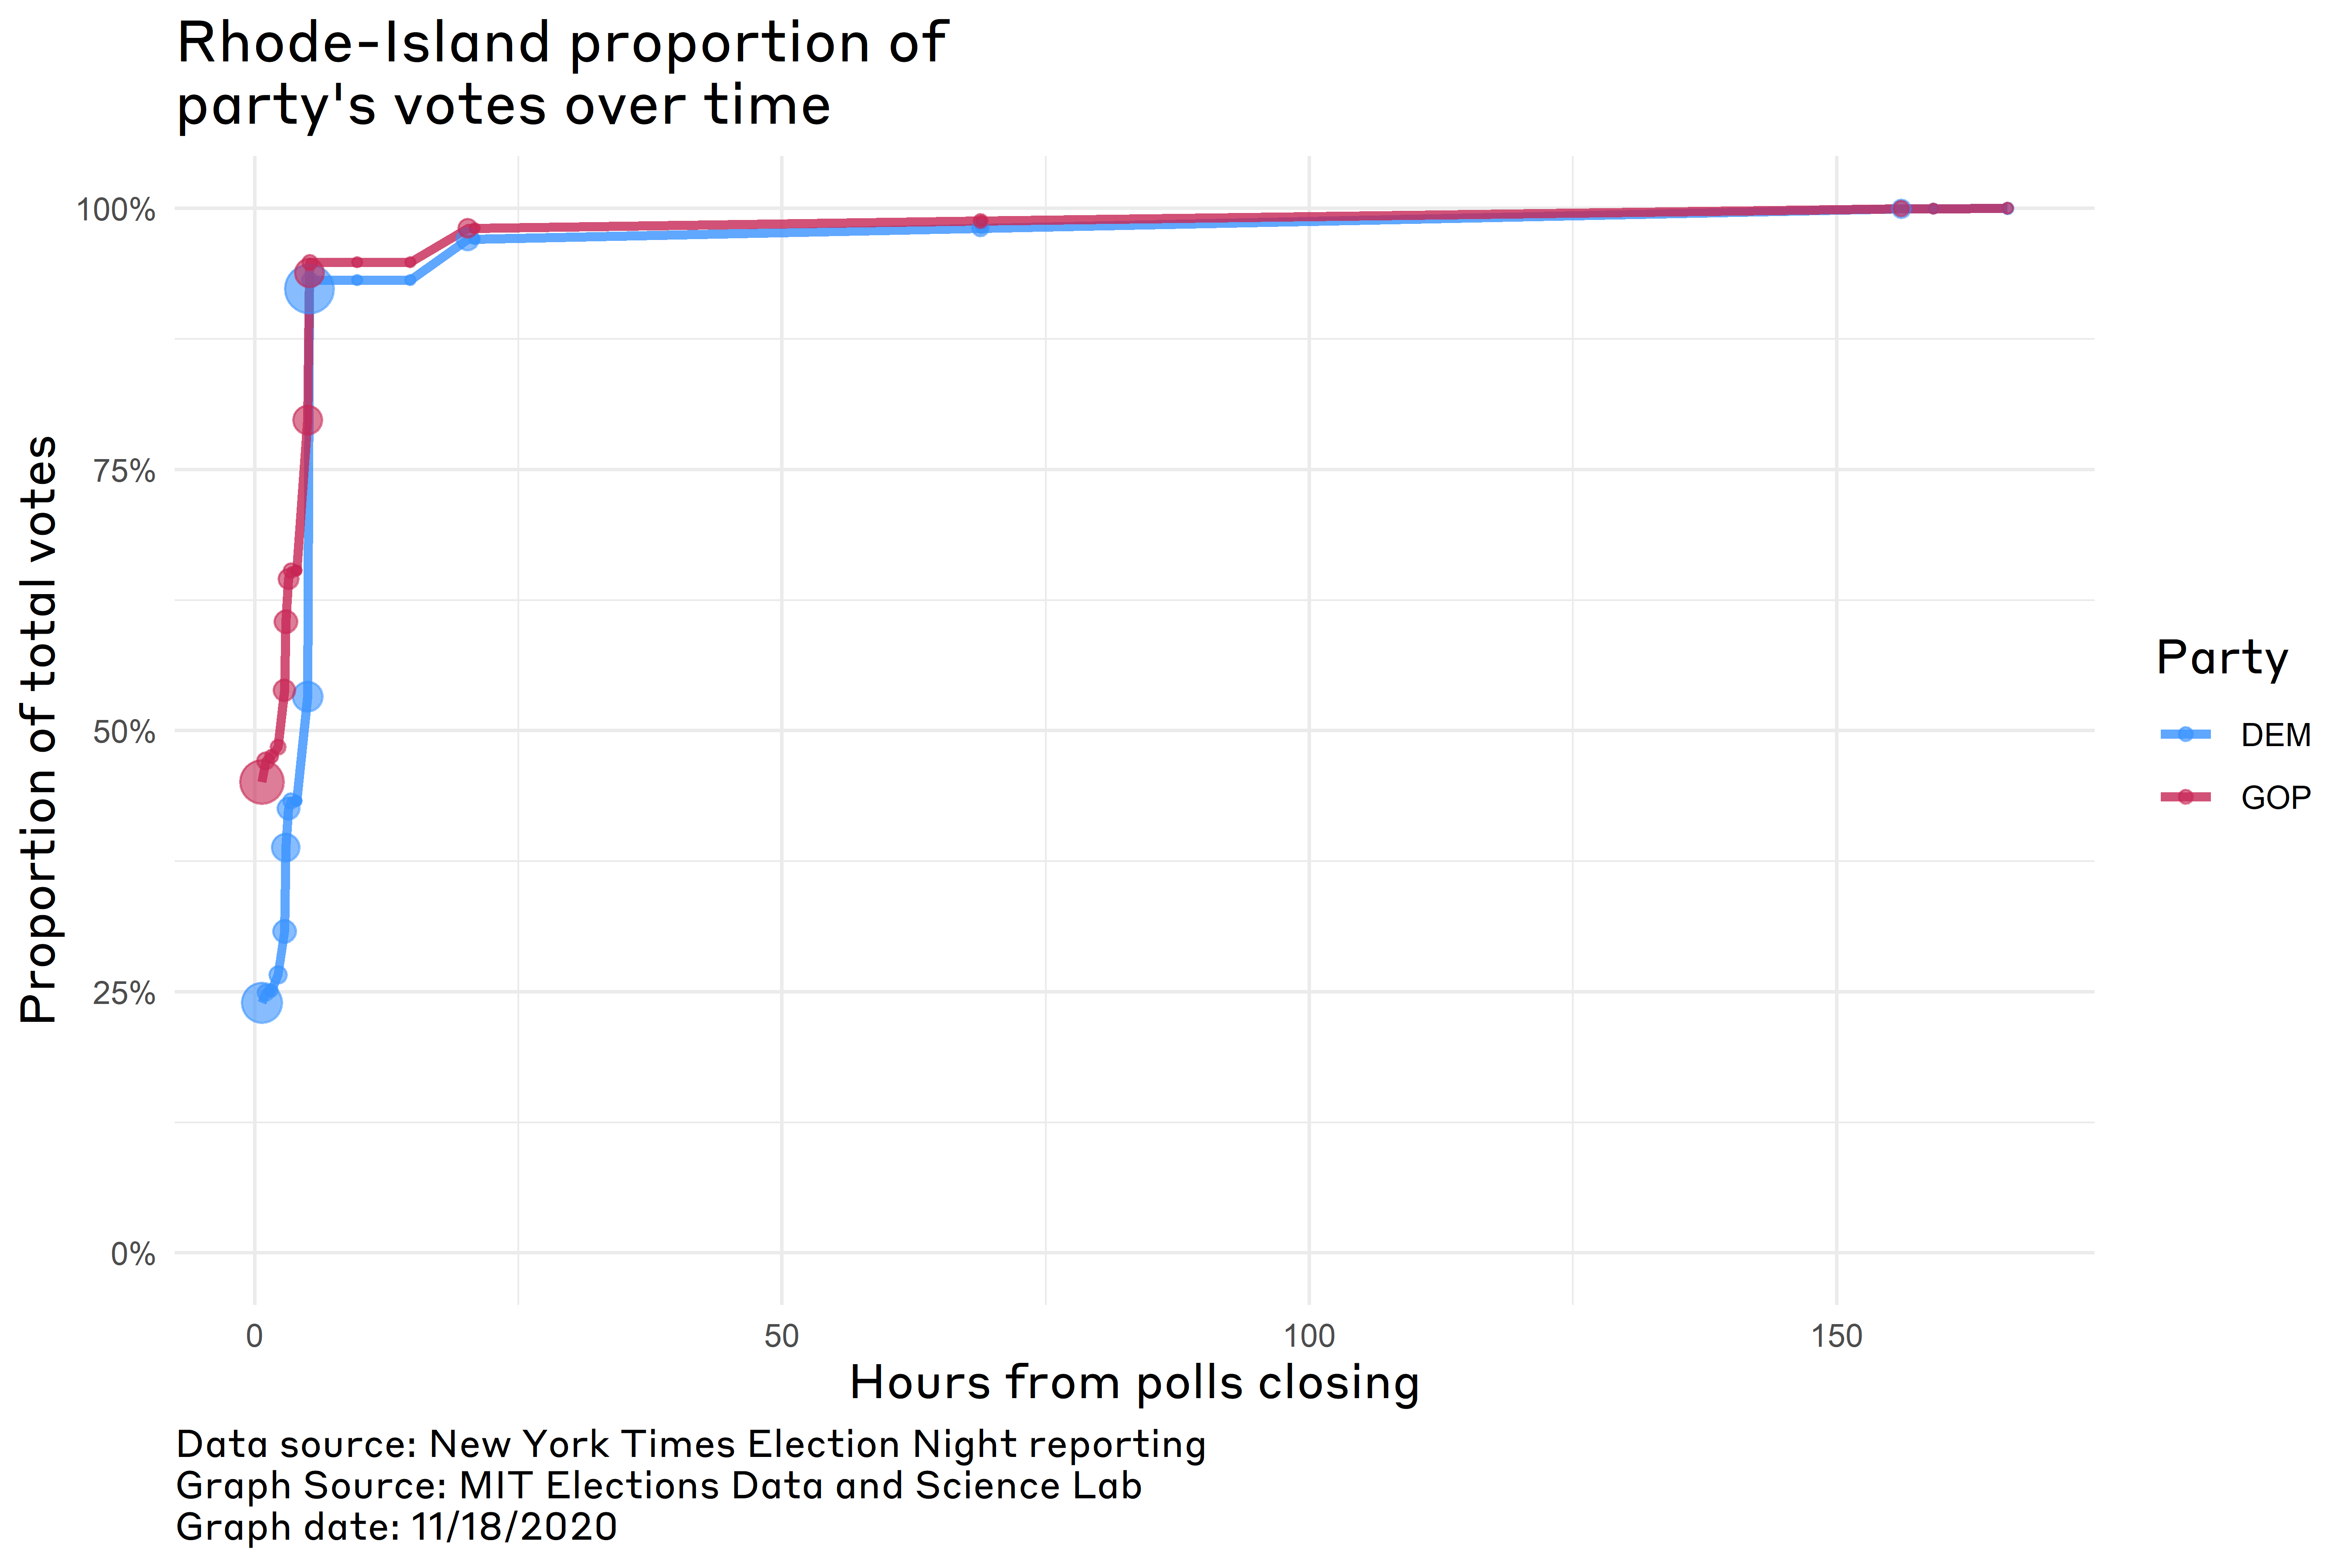 Rhode-Island proportion of
party's votes over time
Proportion of total votes
100%
75%
50%
25%
0%
0
50
100
150
Hours from polls closing
Party
DEM
GOP
Data source: New York Times Election Night reporting
Graph Source: MIT Elections Data and Science Lab
Graph date: 11/18/2020